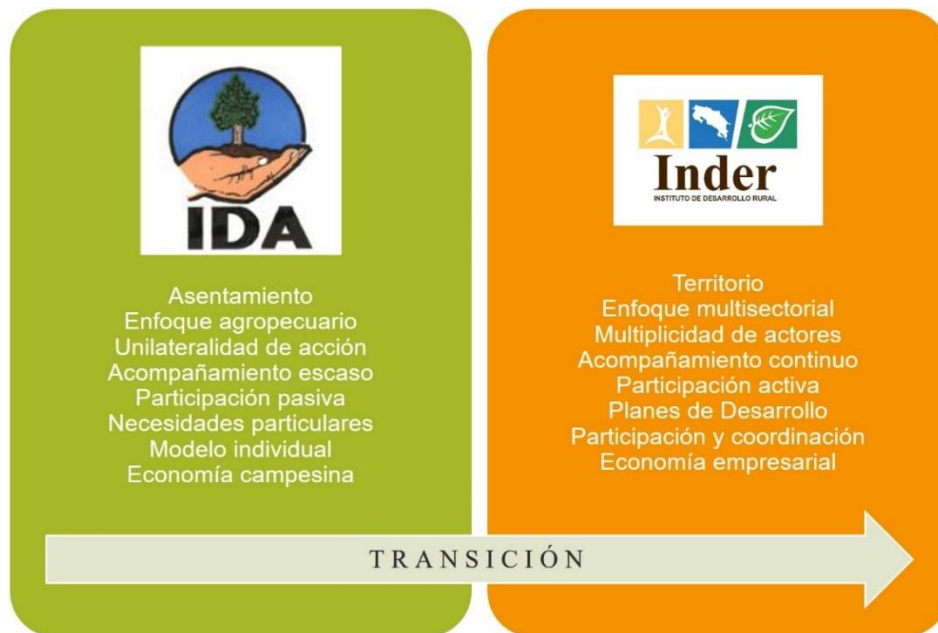 IDA
Asentamiento
Enfoque agropecuario
Unilateralidad de acción
Acompañamiento escaso
Participación pasiva
Necesidades particulares
Modelo individual
Economía campesina
Inder
INSTITUTO DE DESARROLLO RURAL
Territorio
Enfoque multisectorial
Multiplicidad de actores
Acompañamiento continuo
Participación activa
Planes de Desarrollo
Participación y coordinación
Economía empresarial
TRANSICIÓN